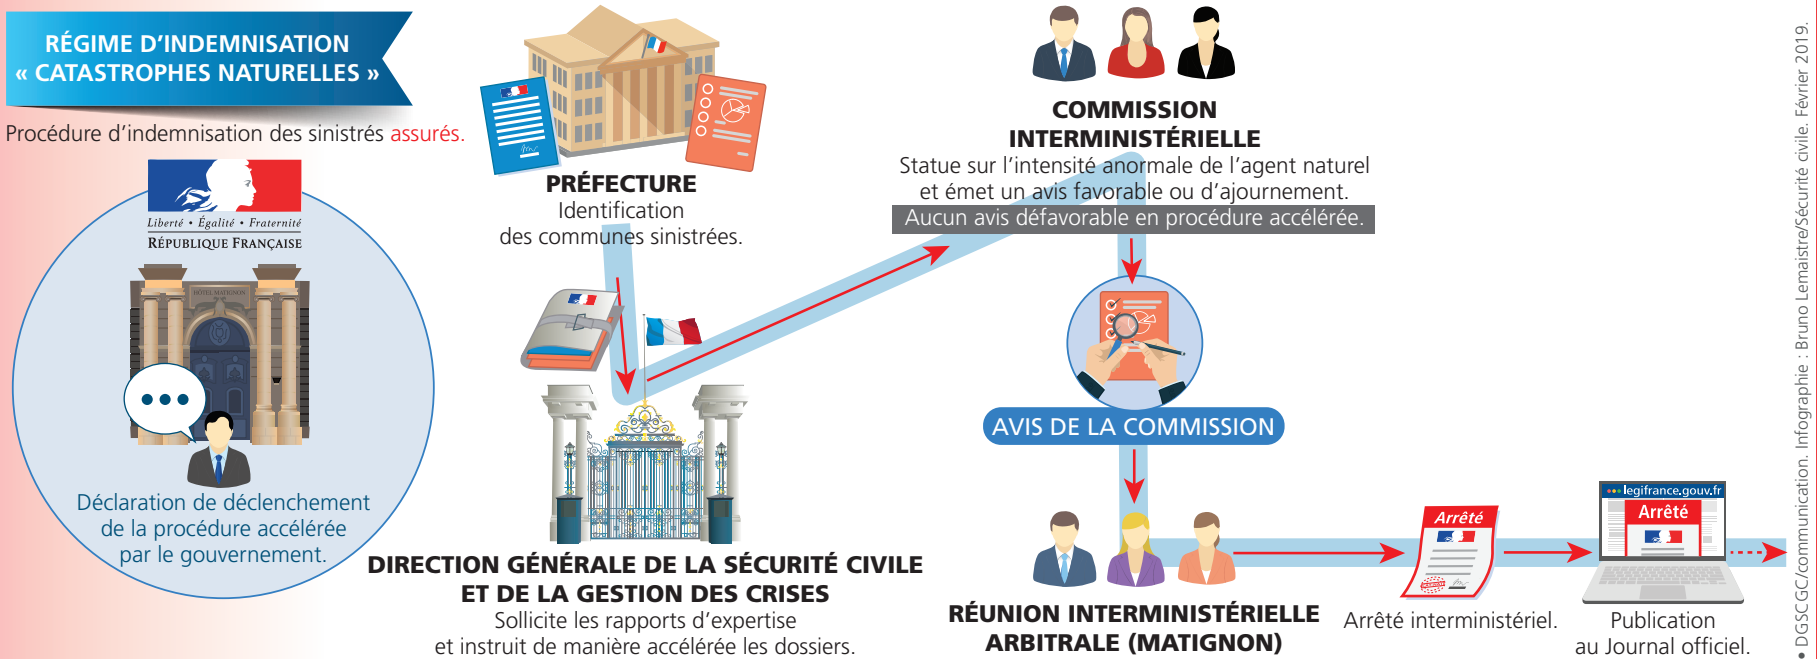 RÉGIME D’INDEMNISATION
« CATASTROPHES NATURELLES »
Procédure d’indemnisation des sinistrés assurés.
Liberté • Égalité • Fraternité
RÉPUBLIQUE FRANÇAISE
HÔTEL MATIGNON
Déclaration de déclenchement
de la procédure accélérée
par le gouvernement.
PRÉFECTURE
Identification
des communes sinistrées.
DIRECTION GÉNÉRALE DE LA SÉCURITÉ CIVILE
ET DE LA GESTION DES CRISES
Sollicite les rapports d’expertise
et instruit de manière accélérée les dossiers.
COMMISSION
INTERMINISTÉRIELLE
Statue sur l’intensité anormale de l’agent naturel
et émet un avis favorable ou d’ajournement.
Aucun avis défavorable en procédure accélérée.
AVIS DE LA COMMISSION
RÉUNION INTERMINISTÉRIELLE
ARBITRALE (MATIGNON)
Arrêté
Arrêté interministériel.
legifrance.gouv.fr
Arrêté
Publication
au Journal officiel.
• DGSCGC/communication. Infographie : Bruno Lemaistre/Sécurité civile. Février 2019.